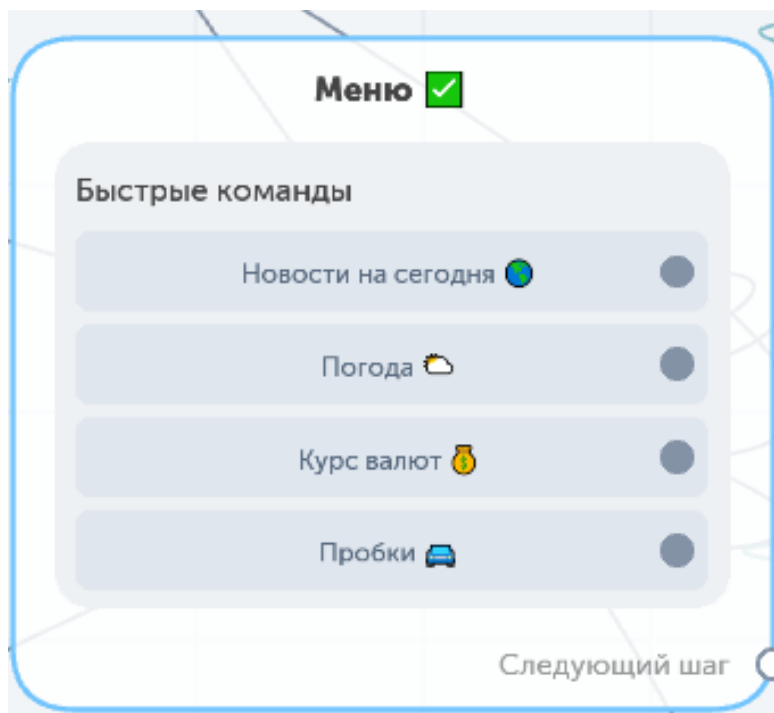 Меню ✅
Быстрые команды
Новости на сегодня 🌎
Погода 🌥
Курс валют 💰
Пробки 🚘
Следующий шаг